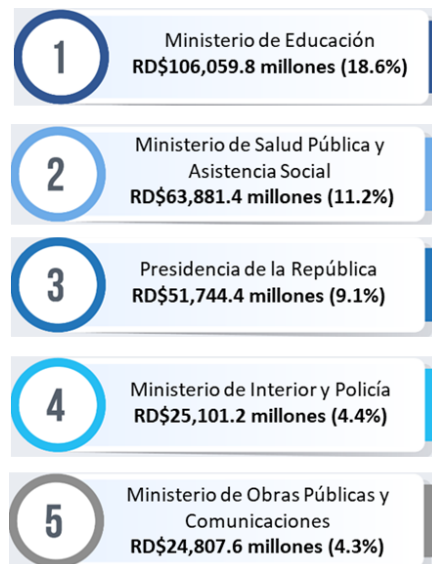 1
Ministerio de Educación
RD$106,059.8 millones (18.6%)
2
Ministerio de Salud Pública y
Asistencia Social
RD$63,881.4 millones (11.2%)
3
Presidencia de la República
RD$51,744.4 millones (9.1%)
4
Ministerio de Interior y Policía
RD$25,101.2 millones (4.4%)
5
Ministerio de Obras Públicas y
Comunicaciones
RD$24,807.6 millones (4.3%)